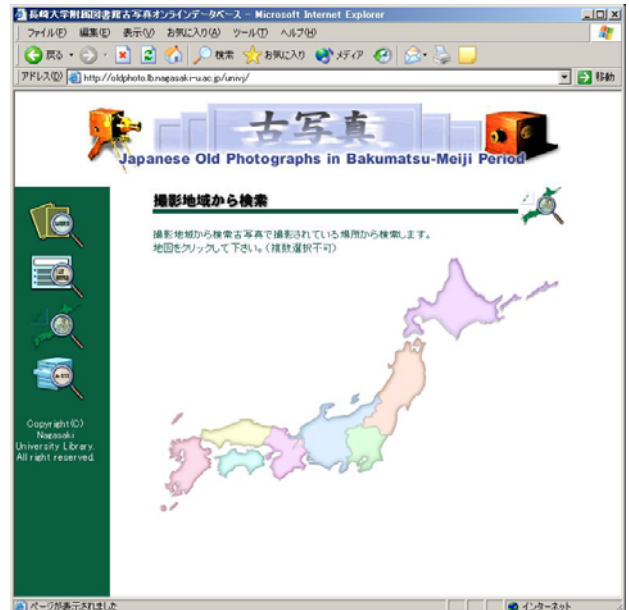 長崎大学附属図書館古写真オンラインデータベース - Microsoft Internet Explorer
ファイル(F) 編集(E) 表示(V) お気に入り(A) ツール(T) ヘルプ(H)
戻る 検索 お気に入り メディア
アドレス(D) http://oldphoto.lb.nagasaki-u.ac.jp/univj/ 移動
古写真
Japanese Old Photographs in Bakumatsu-Meiji Period
撮影地域から検索
撮影地域から検索古写真で撮影されている場所から検索します。
地図をクリックして下さい。(複数選択不可)
Copyright(C)
Nagasaki
University Library.
All right reserved.
ページが表示されました インターネット